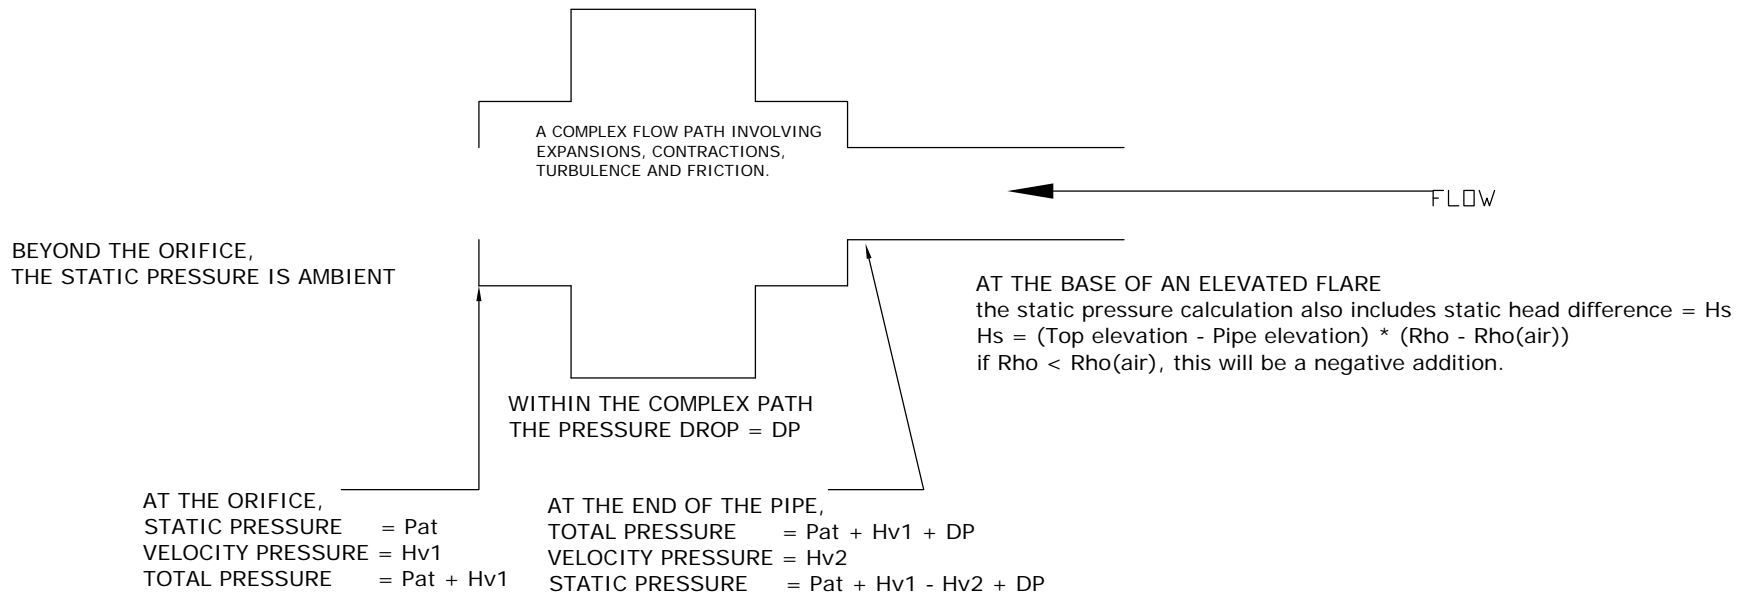 A COMPLEX FLOW PATH INVOLVING
EXPANSIONS, CONTRACTIONS,
TURBULENCE AND FRICTION.
FLOW
BEYOND THE ORIFICE,
THE STATIC PRESSURE IS AMBIENT
AT THE BASE OF AN ELEVATED FLARE
the static pressure calculation also includes static head difference = Hs
Hs = (Top elevation - Pipe elevation) * (Rho - Rho(air))
if Rho < Rho(air), this will be a negative addition.
WITHIN THE COMPLEX PATH
THE PRESSURE DROP = DP
AT THE ORIFICE,
STATIC PRESSURE = Pat
VELOCITY PRESSURE = Hv1
TOTAL PRESSURE = Pat + Hv1
AT THE END OF THE PIPE,
TOTAL PRESSURE = Pat + Hv1 + DP
VELOCITY PRESSURE = Hv2
STATIC PRESSURE = Pat + Hv1 - Hv2 + DP